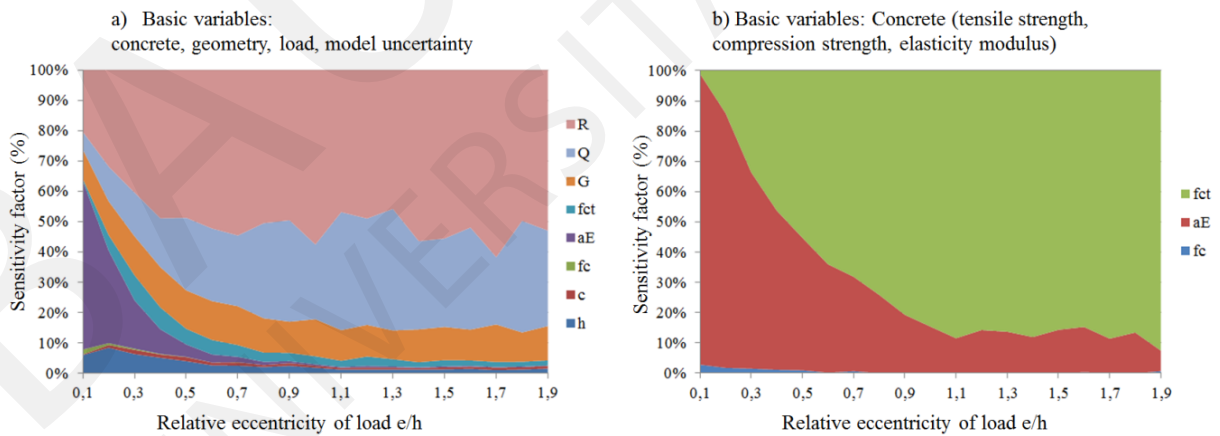 a) Basic variables:
concrete, geometry, load, model uncertainty
100%
90%
80%
70%
60%
50%
40%
30%
20%
10%
0%
Sensitivity factor (%)
0,1 0,3 0,5 0,7 0,9 1,1 1,3 1,5 1,7 1,9
Relative eccentricity of load e/h
R
Q
G
fct
aE
fc
c
h
b) Basic variables: Concrete (tensile strength,
compression strength, elasticity modulus)
100%
90%
80%
70%
60%
50%
40%
30%
20%
10%
0%
Sensitivity factor (%)
0,1 0,3 0,5 0,7 0,9 1,1 1,3 1,5 1,7 1,9
Relative eccentricity of load e/h
fct
aE
fc